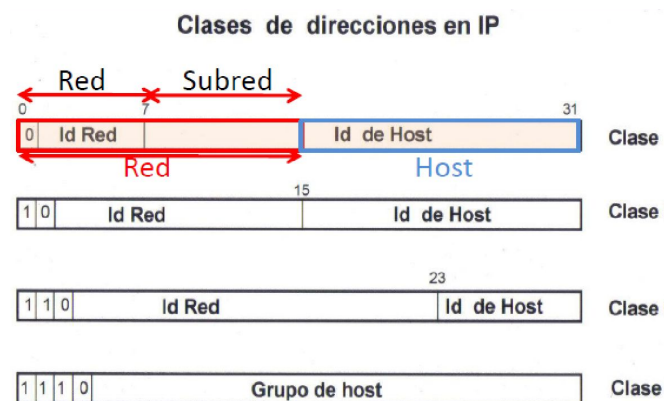 Clases de direcciones en IP
Red Subred
0 7 31
0 Id Red Id de Host Clase
Red Host
15
1 0 Id Red Id de Host Clase
23
1 1 0 Id Red Id de Host Clase
1 1 1 0 Grupo de host Clase